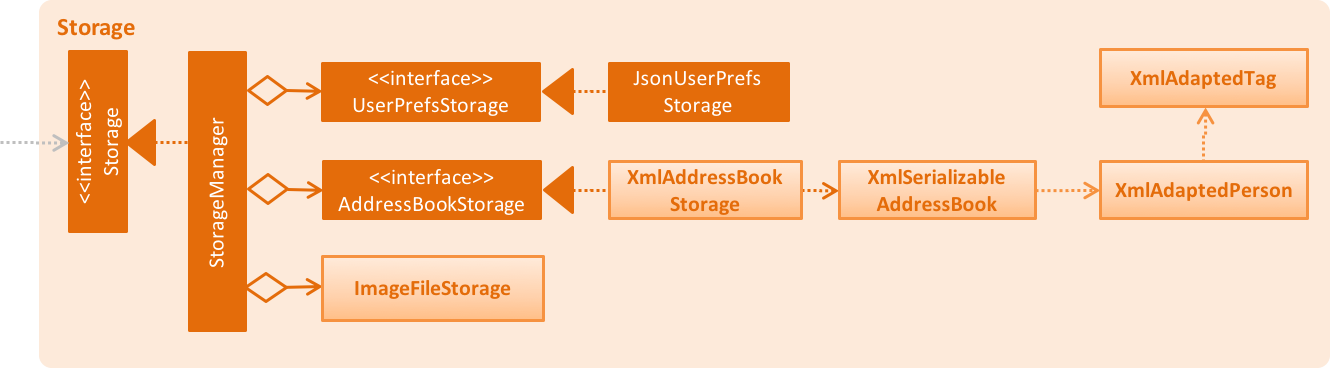 Storage
<<interface>>
Storage
StorageManager
<<interface>>
UserPrefsStorage
JsonUserPrefs
Storage
<<interface>>
AddressBookStorage
XmlAddressBook
Storage
XmlSerializable
AddressBook
XmlAdaptedTag
XmlAdaptedPerson
ImageFileStorage